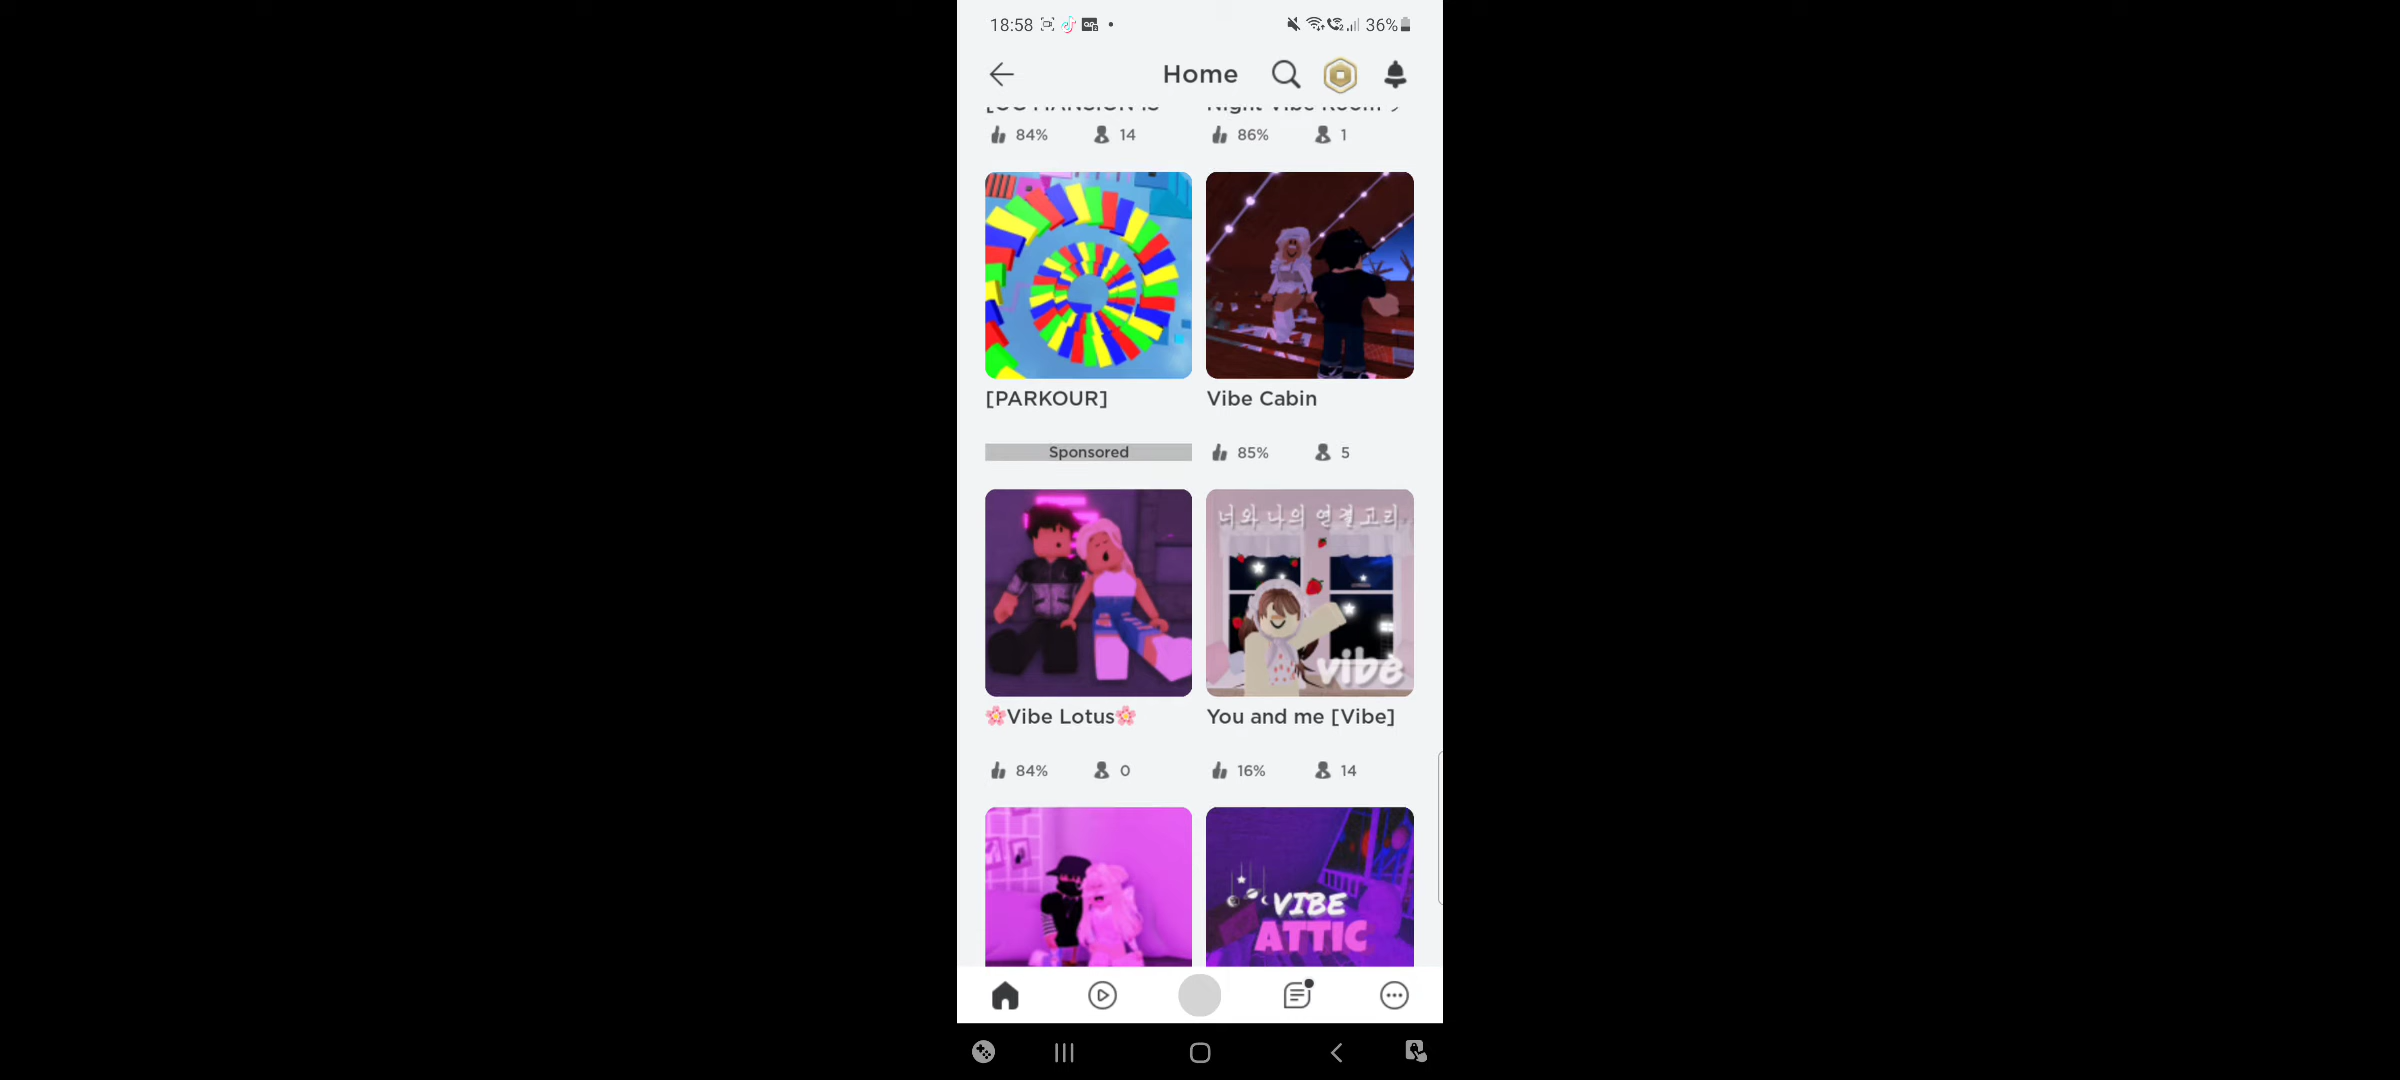 18:58
36%
Home
84% 14
86% 1
[PARKOUR]
Vibe Cabin
Sponsored
85% 5
너와 나의 연결고리
vibe
🌸Vibe Lotus🌸
You and me [Vibe]
84% 0
16% 14
VIBE
ATTIC